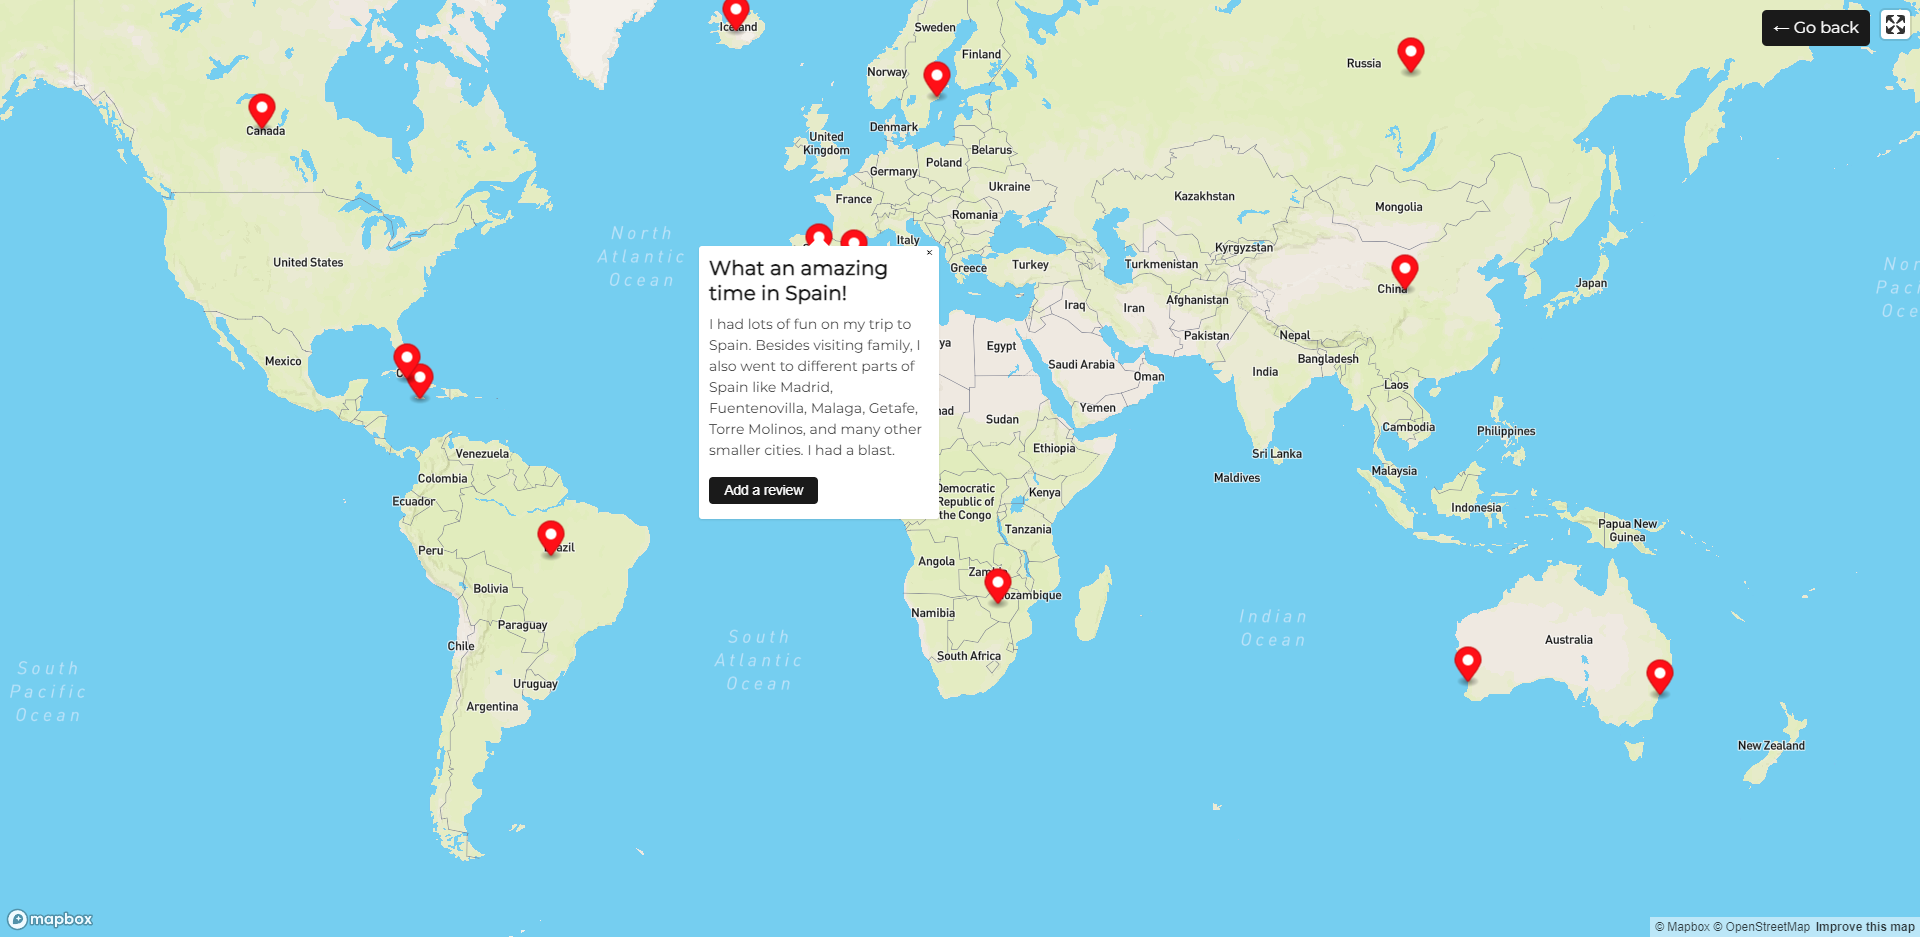 ← Go back
Iceland
Sweden
Finland
Norway
Russia
Canada
Denmark
United
Kingdom
Belarus
Poland
Germany
Ukraine
France
Kazakhstan
Mongolia
Romania
North
Atlantic
Ocean
Italy
Kyrgyzstan
United States
Greece
Turkey
Turkmenistan
×
What an amazing
time in Spain!
I had lots of fun on my trip to
Spain. Besides visiting family, I
also went to different parts of
Spain like Madrid,
Fuentenovilla, Malaga, Getafe,
Torre Molinos, and many other
smaller cities. I had a blast.
Add a review
China
Japan
Iraq
Iran
Afghanistan
Nepal
Pakistan
Egypt
Bangladesh
Mexico
Saudi Arabia
India
Oman
Laos
Yemen
Sudan
Cambodia
Philippines
Ethiopia
Sri Lanka
Venezuela
Malaysia
Maldives
Colombia
Democratic
Republic of
the Congo
Kenya
Ecuador
Indonesia
Tanzania
Papua New
Guinea
Brazil
Peru
Angola
Zambia
Mozambique
Bolivia
Namibia
Indian
Ocean
Paraguay
Australia
Chile
South
Atlantic
Ocean
South Africa
South
Pacific
Ocean
Uruguay
Argentina
New Zealand
mapbox
© Mapbox © OpenStreetMap Improve this map